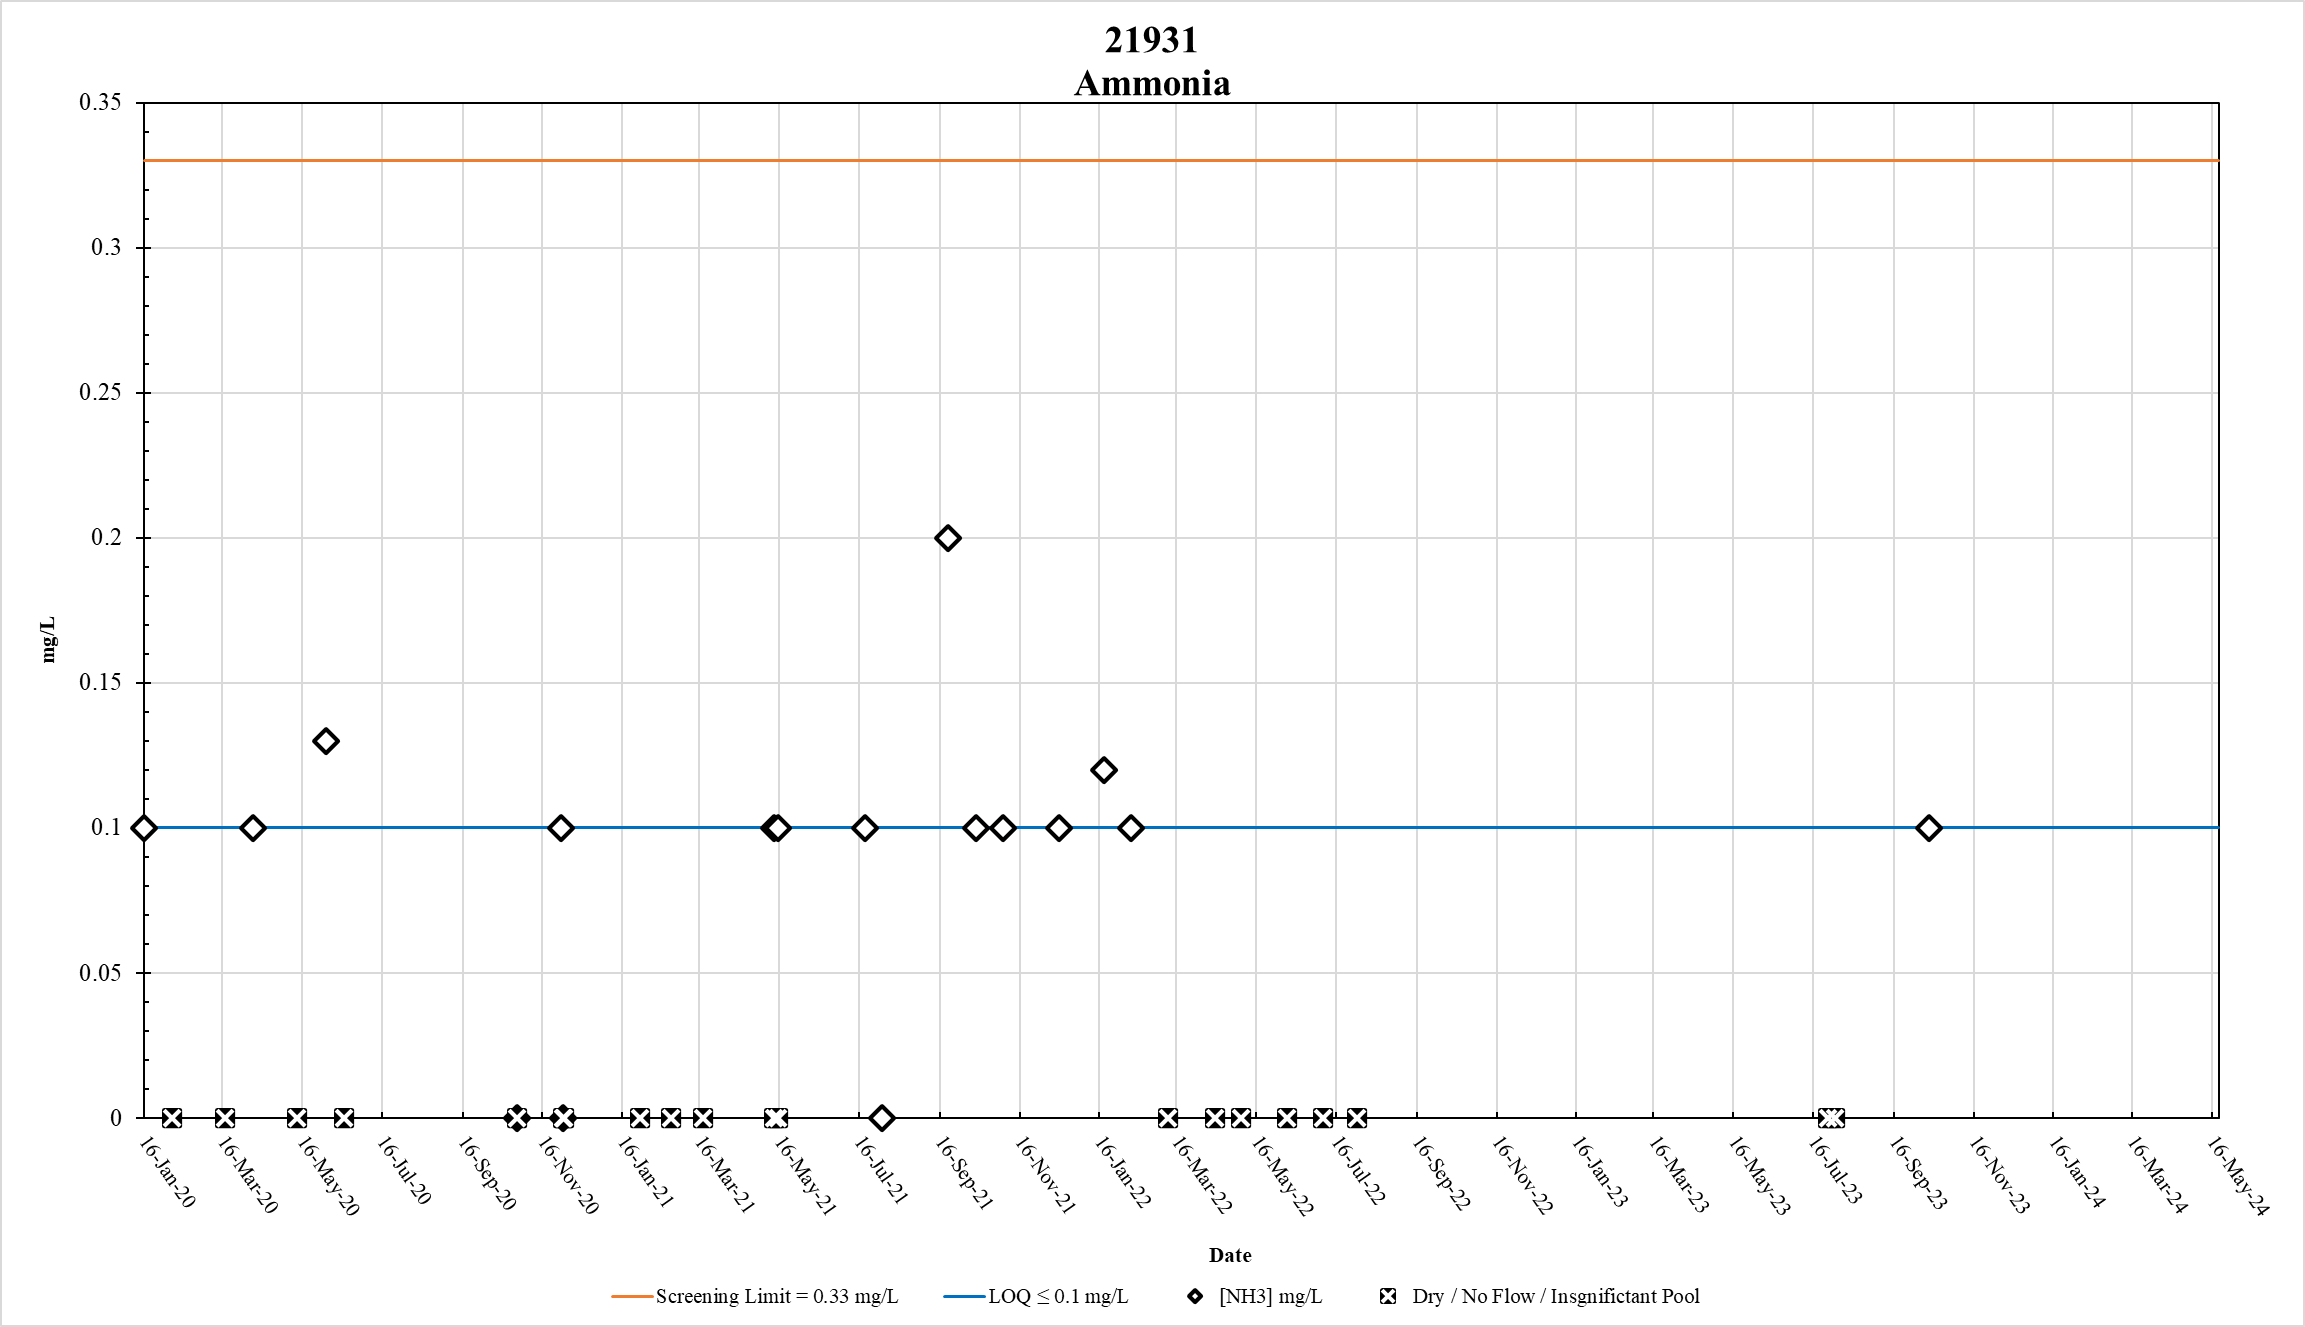 21931
Ammonia
0.35
0.3
0.25
0.2
0.15
0.1
0.05
0
mg/L
16-Jan-20
16-Mar-20
16-May-20
16-Jul-20
16-Sep-20
16-Nov-20
16-Jan-21
16-Mar-21
16-May-21
16-Jul-21
16-Sep-21
16-Nov-21
16-Jan-22
16-Mar-22
16-May-22
16-Jul-22
16-Sep-22
16-Nov-22
16-Jan-23
16-Mar-23
16-May-23
16-Jul-23
16-Sep-23
16-Nov-23
16-Jan-24
16-Mar-24
16-May-24
Date
Screening Limit = 0.33 mg/L
LOQ ≤ 0.1 mg/L
[NH3] mg/L
Dry / No Flow / Insgnifictant Pool